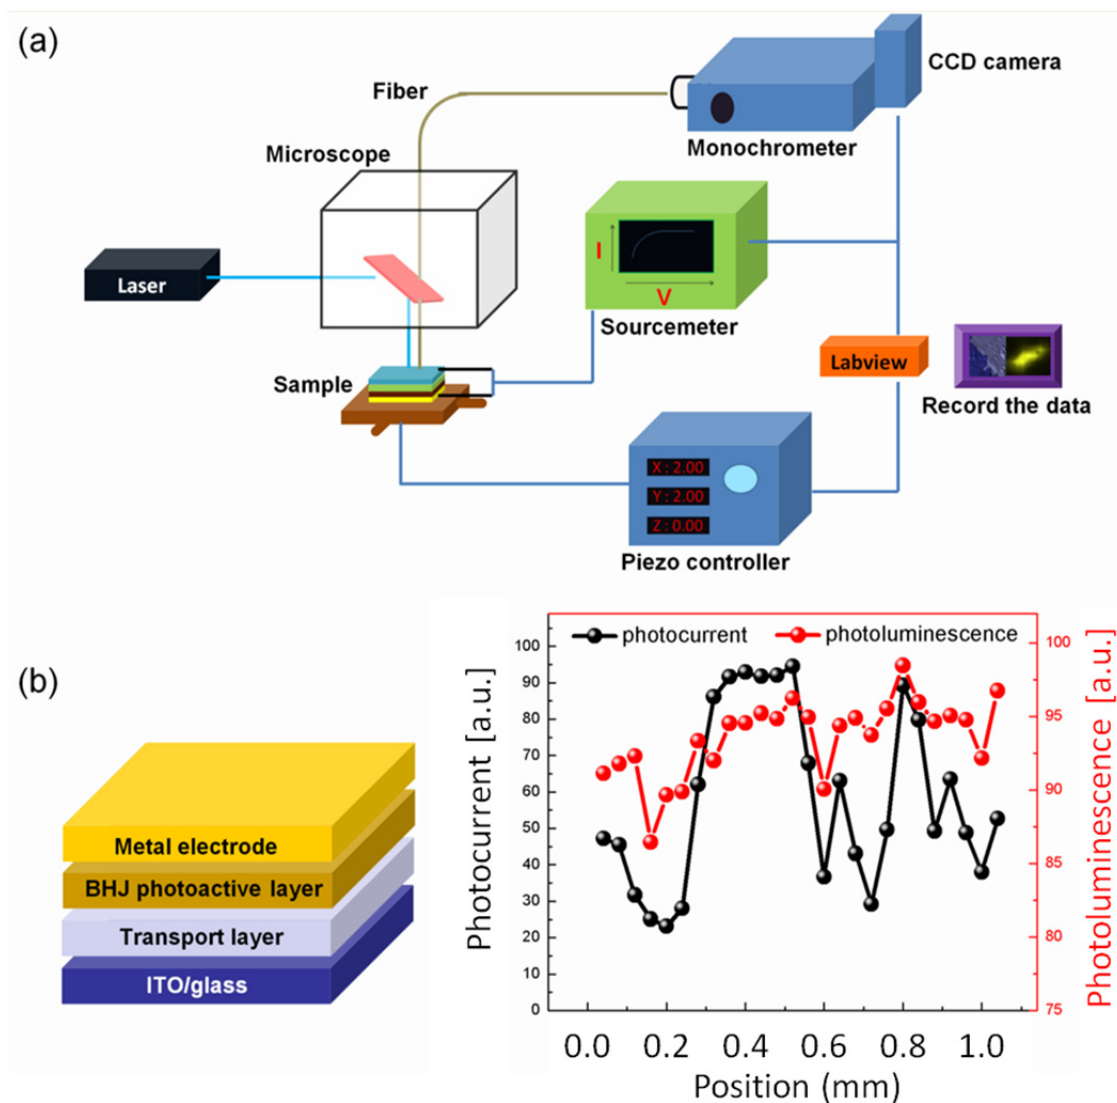 (a)
CCD camera
Fiber
Monochrometer
Microscope
Laser
I
V
Sourcemeter
Labview
Sample
Record the data
X : 2.00
Y : 2.00
Z : 0.00
Piezo controller
(b)
Metal electrode
BHJ photoactive layer
Transport layer
ITO/glass
photocurrent
photoluminescence
Photocurrent [a.u.]
100
90
80
70
60
50
40
30
20
10
0
Photoluminescence [a.u.]
100
95
90
85
80
75
0.0 0.2 0.4 0.6 0.8 1.0
Position (mm)